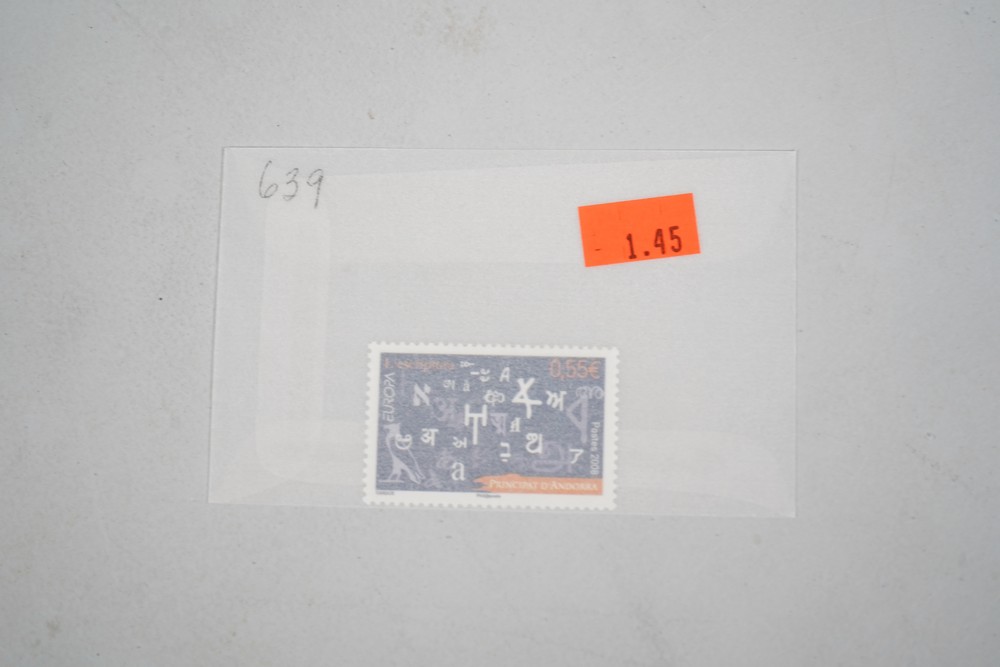 639
- 1.45
L'escriptura
0,55€
EUROPA
A
א
अ
अ
a
Postes 2008
PRINCIPAT D'ANDORRA